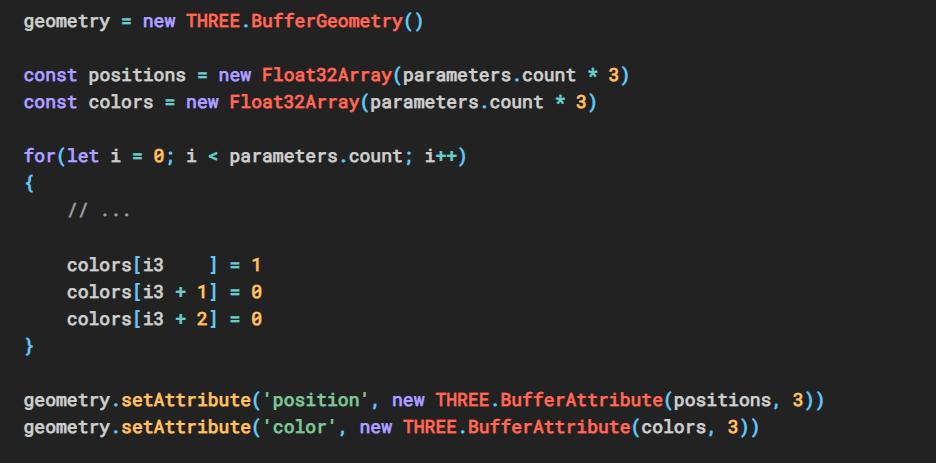 geometry = new THREE.BufferGeometry()
const positions = new Float32Array(parameters.count * 3)
const colors = new Float32Array(parameters.count * 3)
for(let i = 0; i < parameters.count; i++)
{
    // ...
    colors[i3    ] = 1
    colors[i3 + 1] = 0
    colors[i3 + 2] = 0
}
geometry.setAttribute('position', new THREE.BufferAttribute(positions, 3))
geometry.setAttribute('color', new THREE.BufferAttribute(colors, 3))